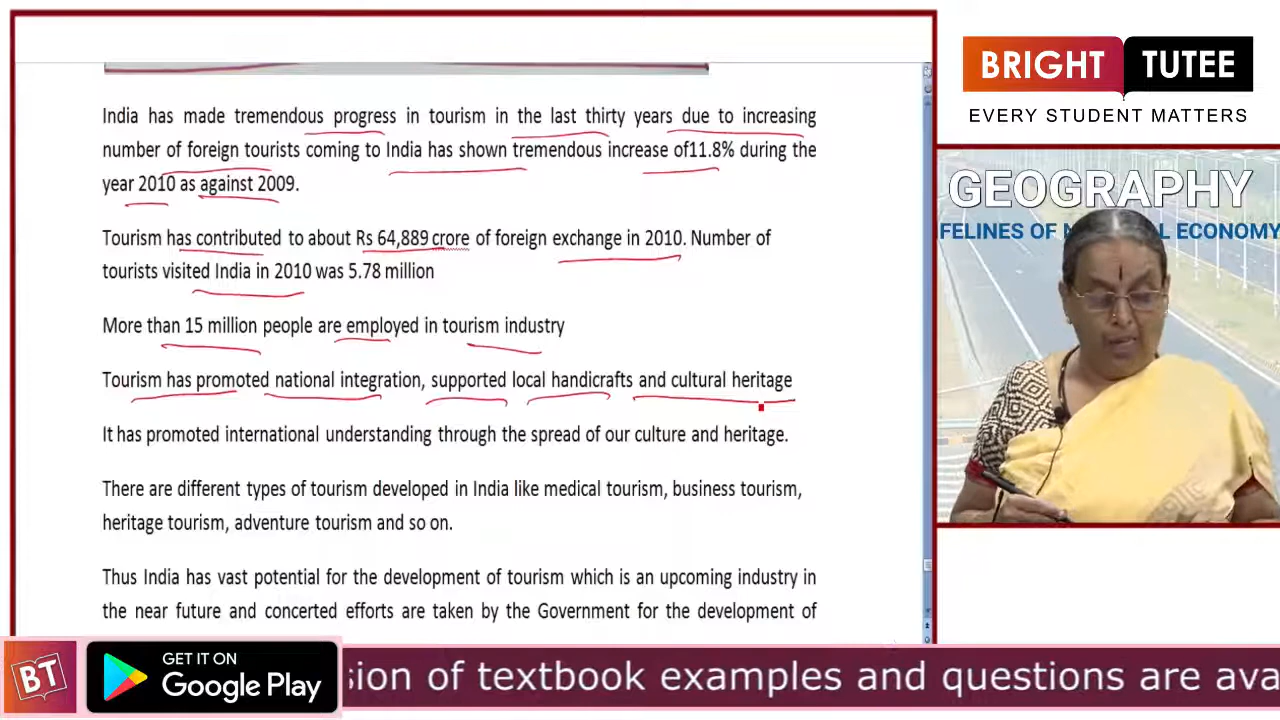 BRIGHT TUTEE
EVERY STUDENT MATTERS
GEOGRAPHY
FELINES OF NATIONAL ECONOMY
India has made tremendous progress in tourism in the last thirty years due to increasing
number of foreign tourists coming to India has shown tremendous increase of11.8% during the
year 2010 as against 2009.
Tourism has contributed to about Rs 64,889 crore of foreign exchange in 2010. Number of
tourists visited India in 2010 was 5.78 million
More than 15 million people are employed in tourism industry
Tourism has promoted national integration, supported local handicrafts and cultural heritage
It has promoted international understanding through the spread of our culture and heritage.
There are different types of tourism developed in India like medical tourism, business tourism,
heritage tourism, adventure tourism and so on.
Thus India has vast potential for the development of tourism which is an upcoming industry in
the near future and concerted efforts are taken by the Government for the development of
BT
GET IT ON
Google Play
sion of textbook examples and questions are ava